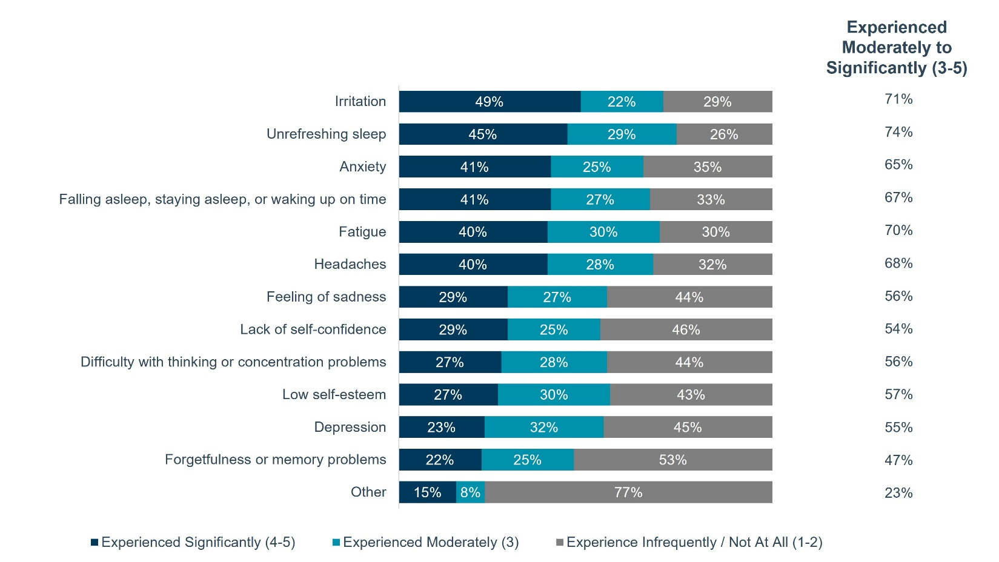 Experienced
Moderately to
Significantly (3-5)
Irritation 49% 22% 29% 71%
Unrefreshing sleep 45% 29% 26% 74%
Anxiety 41% 25% 35% 65%
Falling asleep, staying asleep, or waking up on time 41% 27% 33% 67%
Fatigue 40% 30% 30% 70%
Headaches 40% 28% 32% 68%
Feeling of sadness 29% 27% 44% 56%
Lack of self-confidence 29% 25% 46% 54%
Difficulty with thinking or concentration problems 27% 28% 44% 56%
Low self-esteem 27% 30% 43% 57%
Depression 23% 32% 45% 55%
Forgetfulness or memory problems 22% 25% 53% 47%
Other 15% 8% 77% 23%
Experienced Significantly (4-5) Experienced Moderately (3) Experience Infrequently / Not At All (1-2)